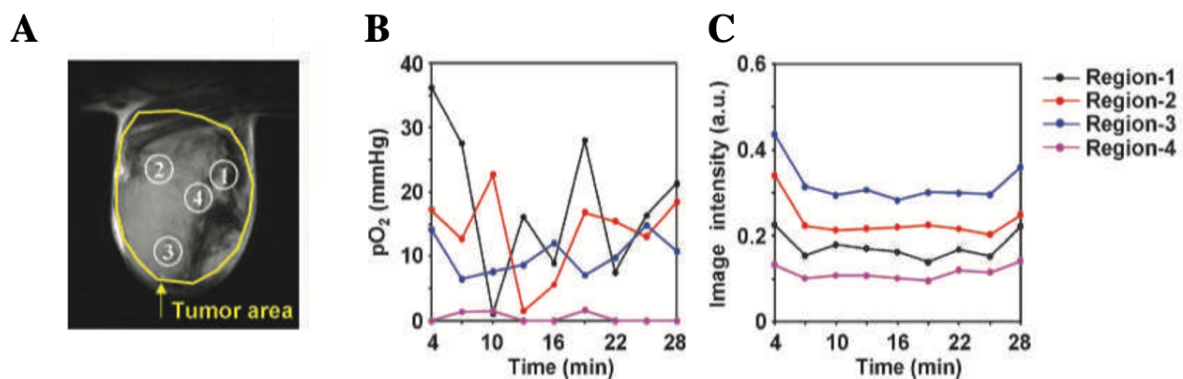 A
2
1
4
3
Tumor area
B
pO2 (mmHg)
40
30
20
10
0
4 10 16 22 28
Time (min)
C
Image intensity (a.u.)
0.6
0.4
0.2
0
4 10 16 22 28
Time (min)
Region-1
Region-2
Region-3
Region-4